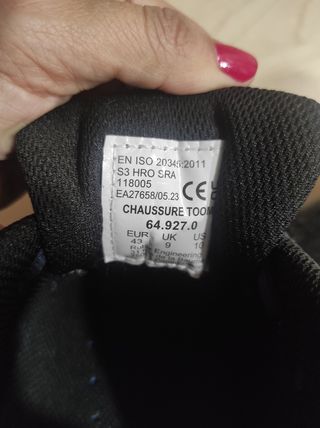 EN ISO 20345:2011
S3 HRO SRA
118005
EA27658/05.23 CE
CHAUSSURE TOOM
64.927.0
EUR UK US
43 9 10
Engineering